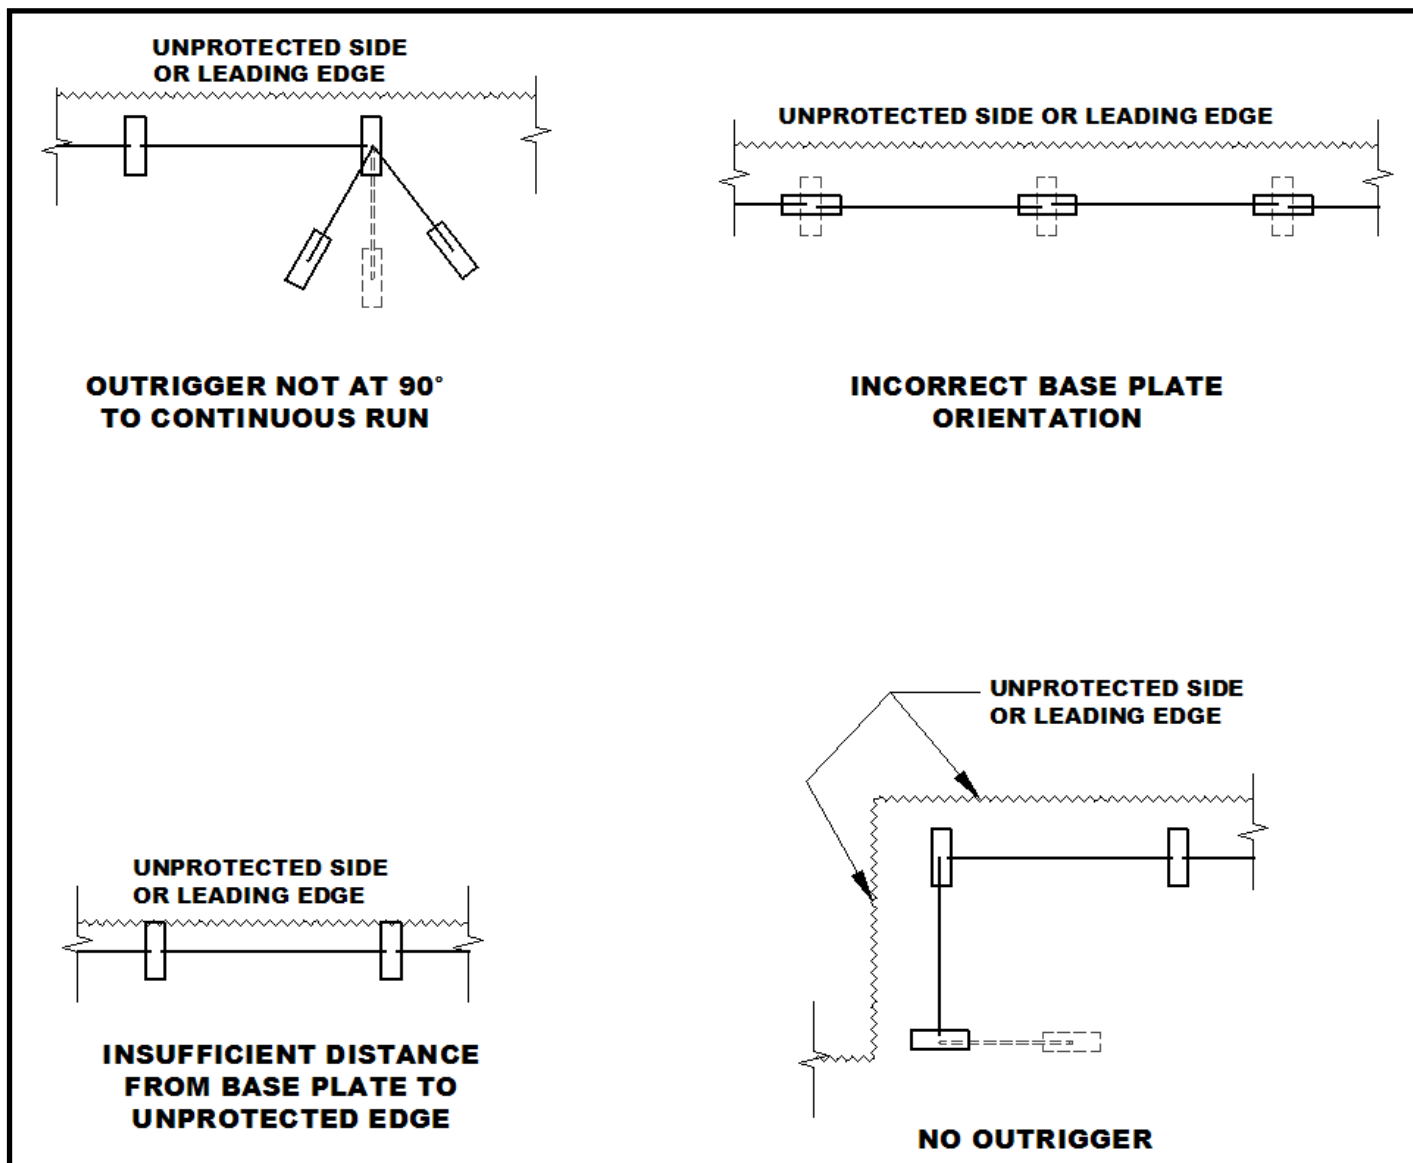 UNPROTECTED SIDE
OR LEADING EDGE
OUTRIGGER NOT AT 90°
TO CONTINUOUS RUN
UNPROTECTED SIDE OR LEADING EDGE
INCORRECT BASE PLATE
ORIENTATION
UNPROTECTED SIDE
OR LEADING EDGE
INSUFFICIENT DISTANCE
FROM BASE PLATE TO
UNPROTECTED EDGE
UNPROTECTED SIDE
OR LEADING EDGE
NO OUTRIGGER